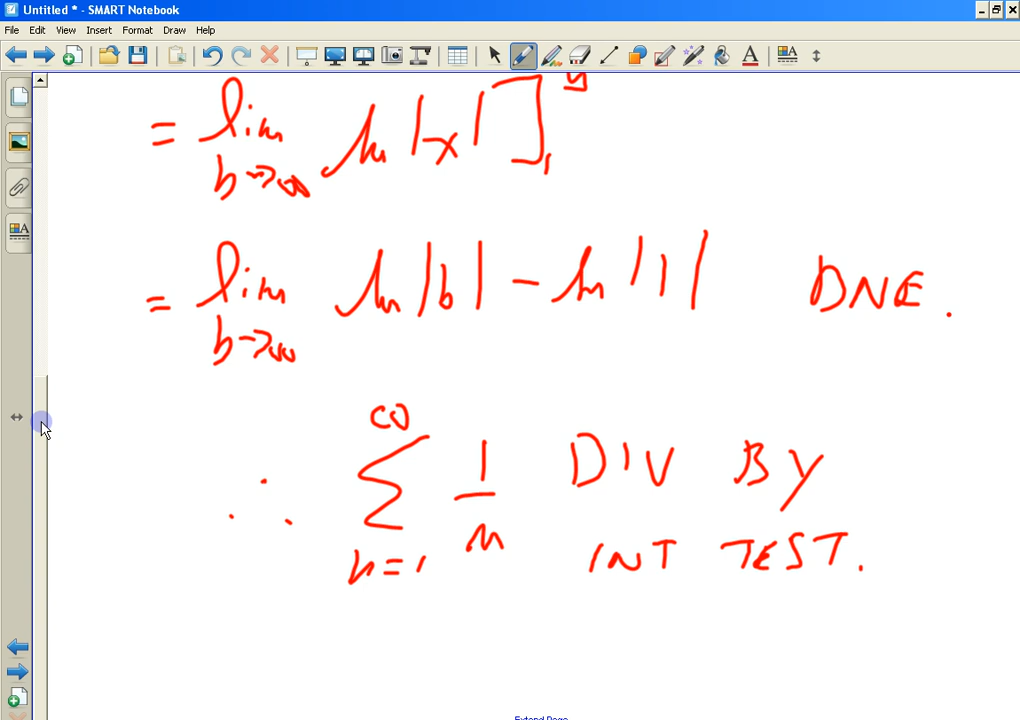 Untitled * - SMART Notebook
File Edit View Insert Format Draw Help
= lim ln |x| ]₁
b→∞
= lim ln |b| - ln |1| DNE.
b→∞
∴ ∞ ∑ n=1 1/n DIV BY
INT TEST.
Extend Page